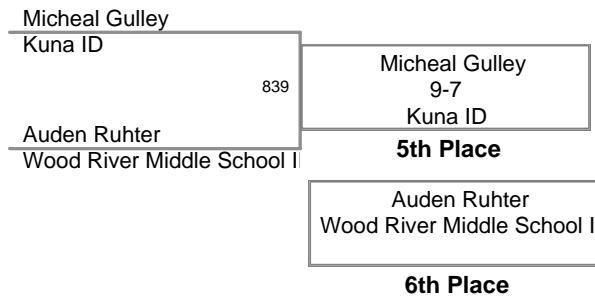 Micheal Gulley
Kuna ID
839
Auden Ruhter
Wood River Middle School I
Micheal Gulley
9-7
Kuna ID
5th Place
Auden Ruhter
Wood River Middle School I
6th Place